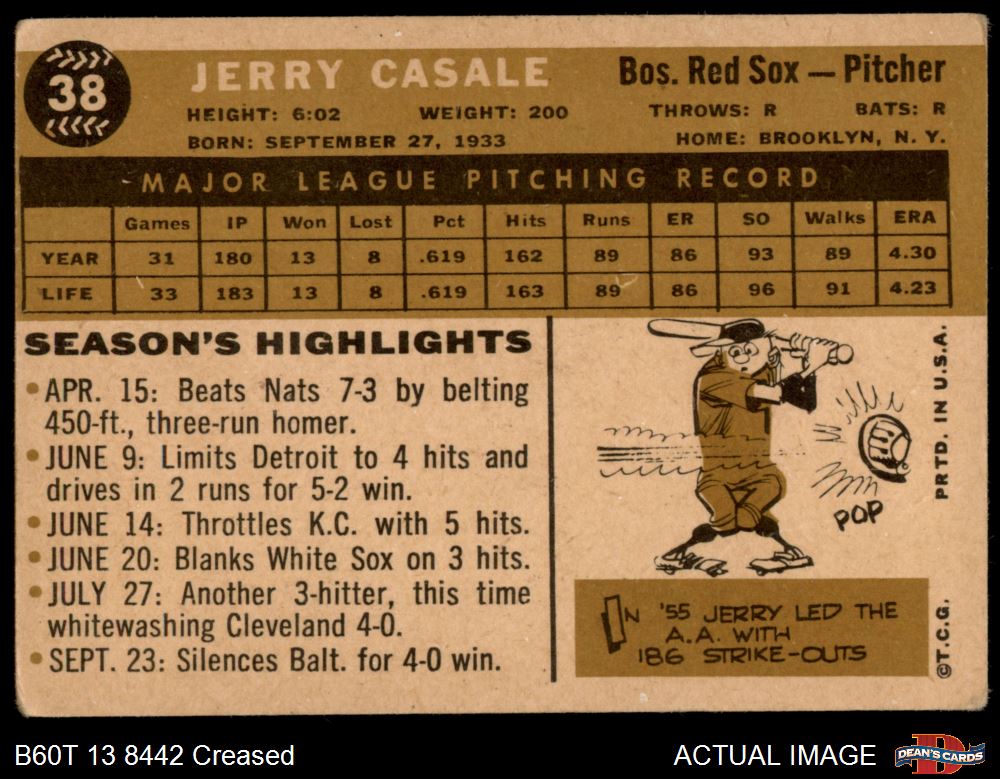 38
JERRY CASALE
Bos. Red Sox — Pitcher
HEIGHT: 6:02 WEIGHT: 200 THROWS: R BATS: R
BORN: SEPTEMBER 27, 1933 HOME: BROOKLYN, N. Y.
MAJOR LEAGUE PITCHING RECORD
Games IP Won Lost Pct Hits Runs ER SO Walks ERA
YEAR 31 180 13 8 .619 162 89 86 93 89 4.30
LIFE 33 183 13 8 .619 163 89 86 96 91 4.23
SEASON'S HIGHLIGHTS
• APR. 15: Beats Nats 7-3 by belting
450-ft., three-run homer.
• JUNE 9: Limits Detroit to 4 hits and
drives in 2 runs for 5-2 win.
• JUNE 14: Throttles K.C. with 5 hits.
• JUNE 20: Blanks White Sox on 3 hits.
• JULY 27: Another 3-hitter, this time
whitewashing Cleveland 4-0.
• SEPT. 23: Silences Balt. for 4-0 win.
POP
IN '55 JERRY LED THE
A.A. WITH
186 STRIKE-OUTS
PRTD. IN U.S.A.
©T.C.G.
B60T 13 8442 Creased
ACTUAL IMAGE
DEAN'S CARDS